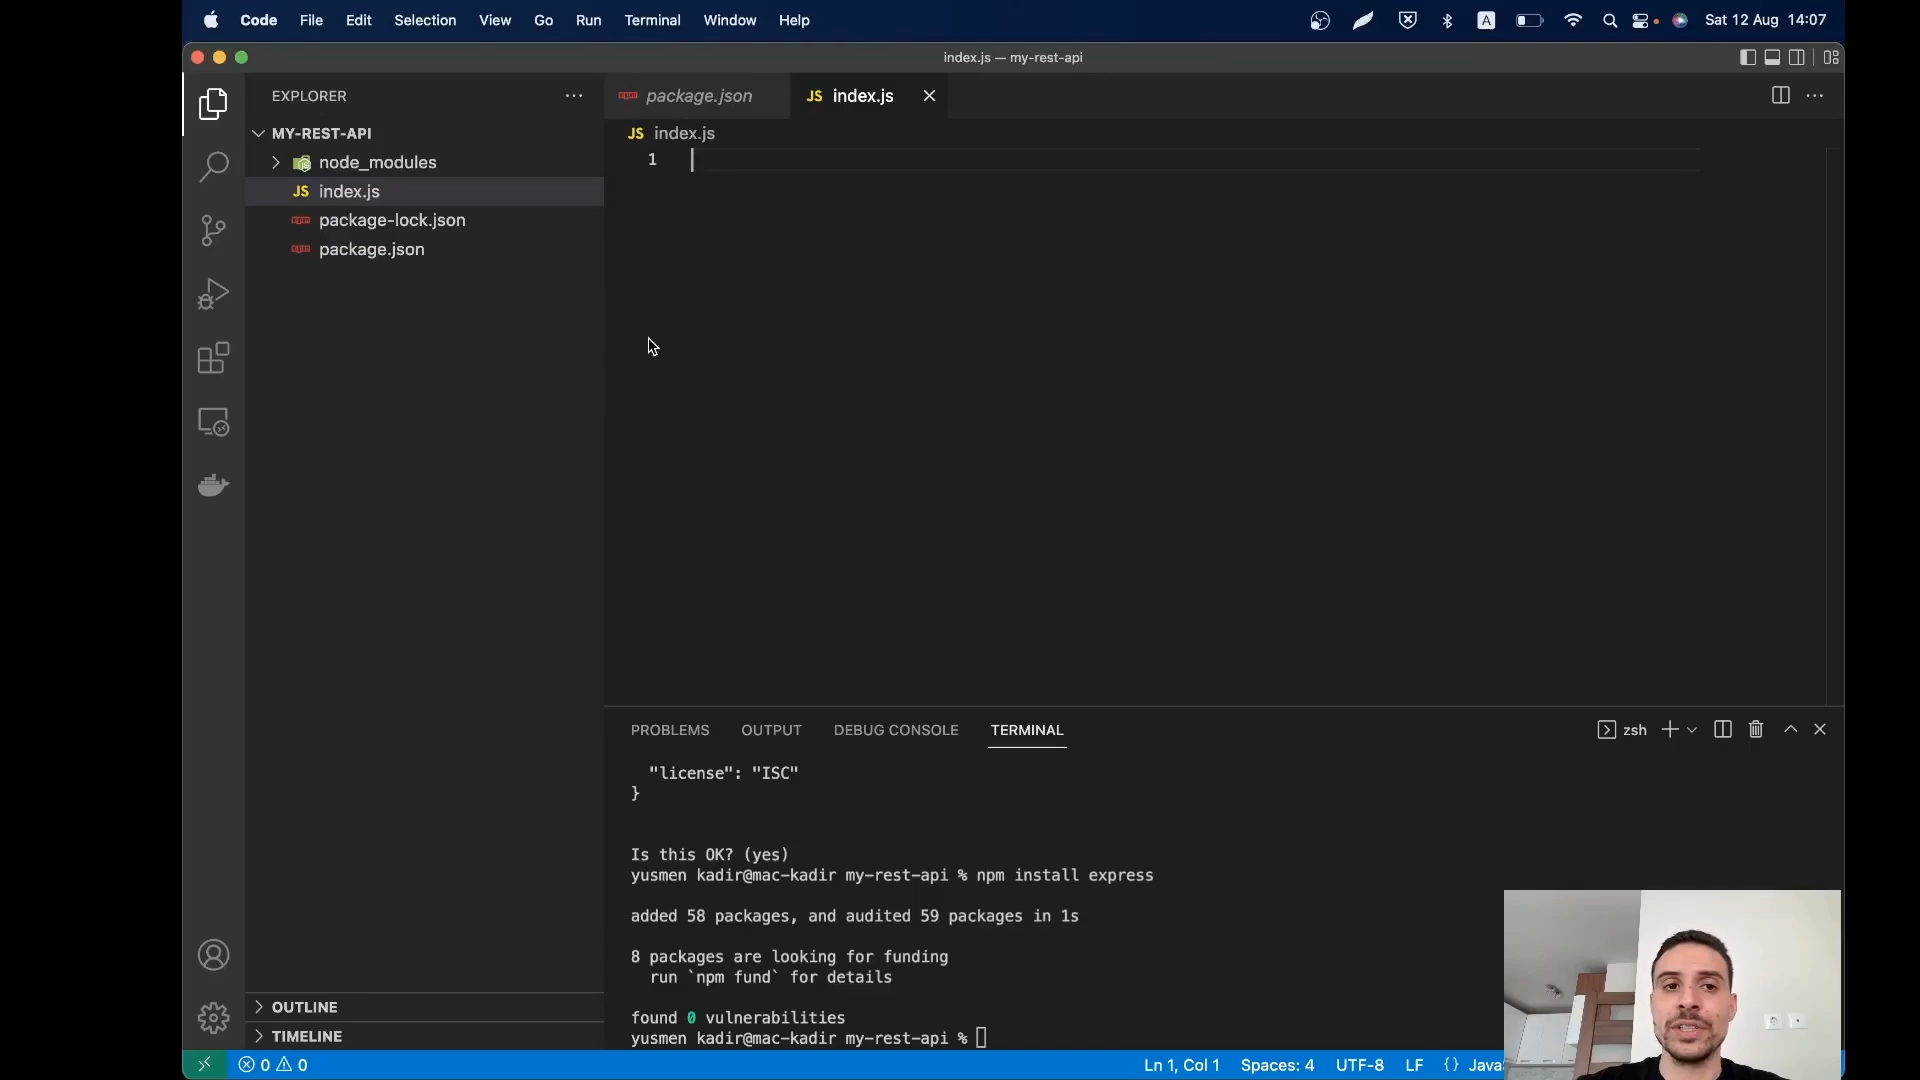 Code File Edit Selection View Go Run Terminal Window Help A Sat 12 Aug 14:07
index.js — my-rest-api
EXPLORER
package.json
JS index.js
MY-REST-API
JS index.js
node_modules
1
JS index.js
package-lock.json
package.json
PROBLEMS OUTPUT DEBUG CONSOLE TERMINAL
zsh
"license": "ISC"
}
Is this OK? (yes)
yusmen kadir@mac-kadir my-rest-api % npm install express
added 58 packages, and audited 59 packages in 1s
8 packages are looking for funding
run `npm fund` for details
found 0 vulnerabilities
yusmen kadir@mac-kadir my-rest-api %
OUTLINE
TIMELINE
0 0
Ln 1, Col 1 Spaces: 4 UTF-8 LF {} Java